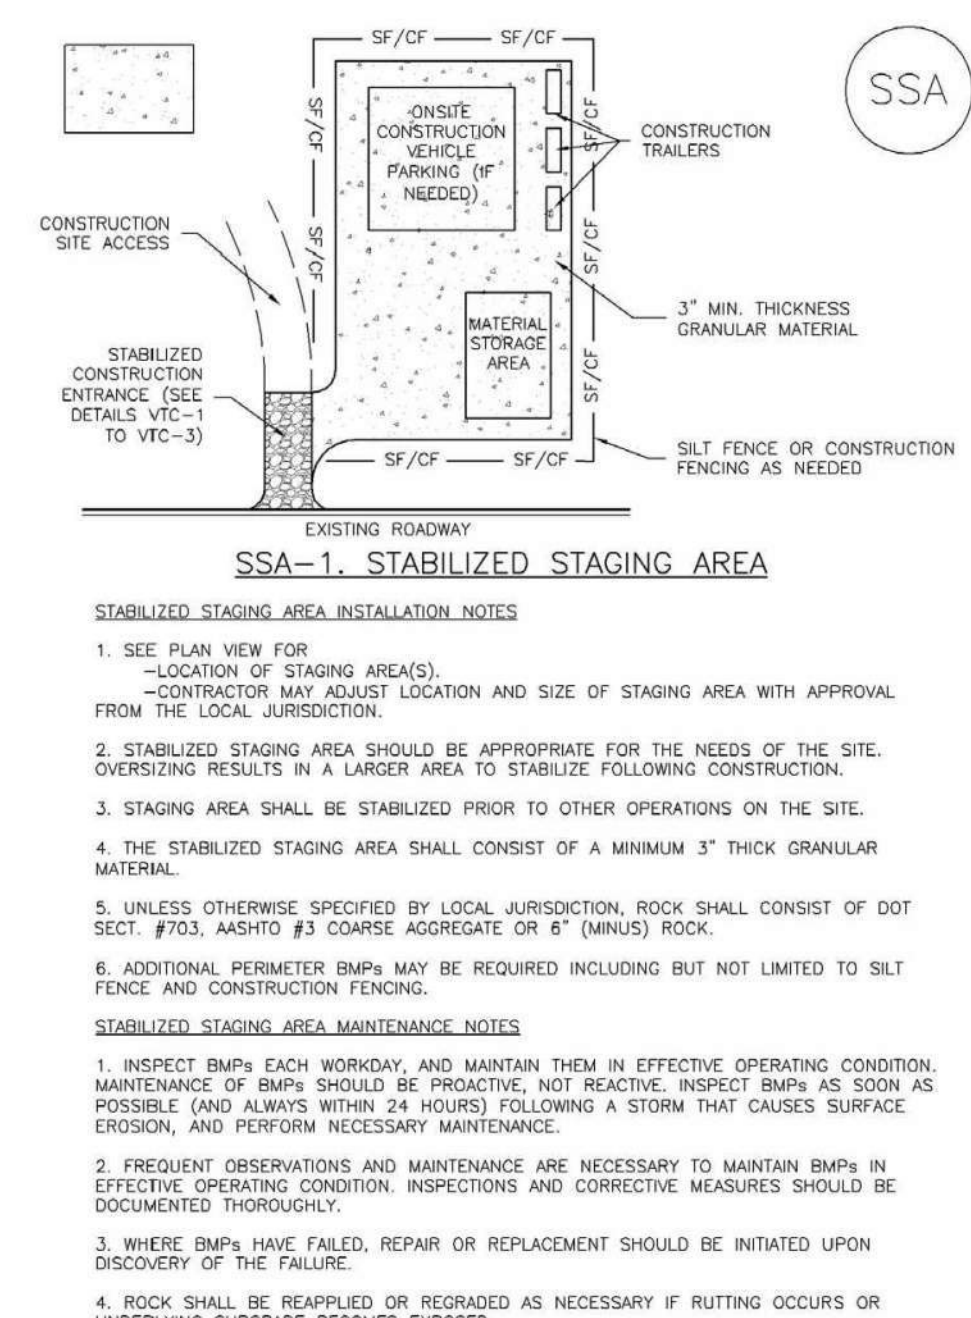 SF/CF SF/CF
SSA
SF/CF
ONSITE
CONSTRUCTION
VEHICLE
PARKING (IF
NEEDED)
SF/CF
CONSTRUCTION
TRAILERS
CONSTRUCTION
SITE ACCESS
SF/CF
SF/CF
3" MIN. THICKNESS
GRANULAR MATERIAL
MATERIAL
STORAGE
AREA
STABILIZED
CONSTRUCTION
ENTRANCE (SEE
DETAILS VTC-1
TO VTC-3)
SF/CF
SILT FENCE OR CONSTRUCTION
FENCING AS NEEDED
SF/CF SF/CF
EXISTING ROADWAY
SSA-1. STABILIZED STAGING AREA
STABILIZED STAGING AREA INSTALLATION NOTES
1. SEE PLAN VIEW FOR
-LOCATION OF STAGING AREA(S).
-CONTRACTOR MAY ADJUST LOCATION AND SIZE OF STAGING AREA WITH APPROVAL
FROM THE LOCAL JURISDICTION.
2. STABILIZED STAGING AREA SHOULD BE APPROPRIATE FOR THE NEEDS OF THE SITE.
OVERSIZING RESULTS IN A LARGER AREA TO STABILIZE FOLLOWING CONSTRUCTION.
3. STAGING AREA SHALL BE STABILIZED PRIOR TO OTHER OPERATIONS ON THE SITE.
4. THE STABILIZED STAGING AREA SHALL CONSIST OF A MINIMUM 3" THICK GRANULAR
MATERIAL.
5. UNLESS OTHERWISE SPECIFIED BY LOCAL JURISDICTION, ROCK SHALL CONSIST OF DOT
SECT. #703, AASHTO #3 COARSE AGGREGATE OR 6" (MINUS) ROCK.
6. ADDITIONAL PERIMETER BMPs MAY BE REQUIRED INCLUDING BUT NOT LIMITED TO SILT
FENCE AND CONSTRUCTION FENCING.
STABILIZED STAGING AREA MAINTENANCE NOTES
1. INSPECT BMPs EACH WORKDAY, AND MAINTAIN THEM IN EFFECTIVE OPERATING CONDITION.
MAINTENANCE OF BMPs SHOULD BE PROACTIVE, NOT REACTIVE. INSPECT BMPs AS SOON AS
POSSIBLE (AND ALWAYS WITHIN 24 HOURS) FOLLOWING A STORM THAT CAUSES SURFACE
EROSION, AND PERFORM NECESSARY MAINTENANCE.
2. FREQUENT OBSERVATIONS AND MAINTENANCE ARE NECESSARY TO MAINTAIN BMPs IN
EFFECTIVE OPERATING CONDITION. INSPECTIONS AND CORRECTIVE MEASURES SHOULD BE
DOCUMENTED THOROUGHLY.
3. WHERE BMPs HAVE FAILED, REPAIR OR REPLACEMENT SHOULD BE INITIATED UPON
DISCOVERY OF THE FAILURE.
4. ROCK SHALL BE REAPPLIED OR REGRADED AS NECESSARY IF RUTTING OCCURS OR